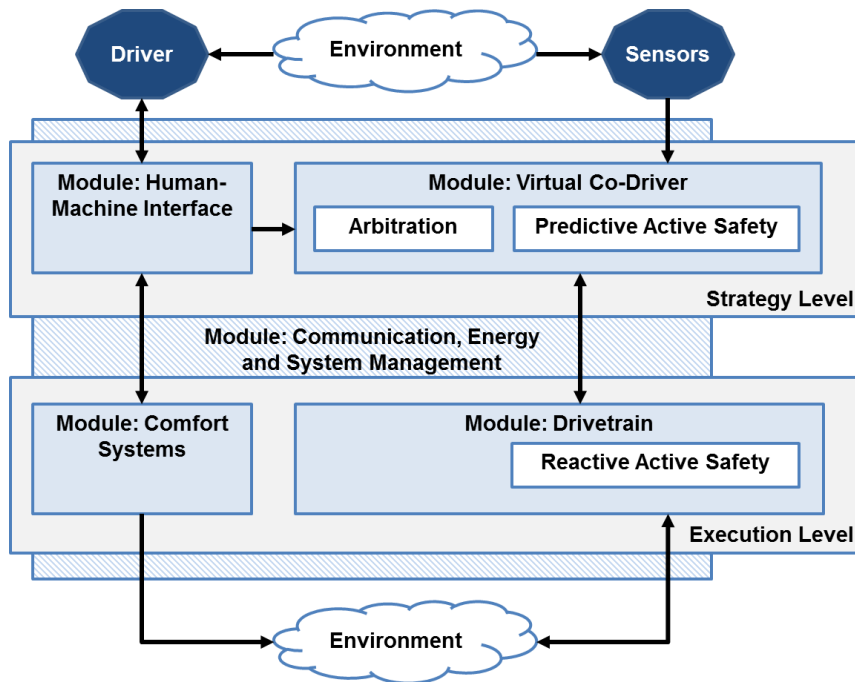 Driver
Environment
Sensors
Module: Human-
Machine Interface
Module: Virtual Co-Driver
Arbitration
Predictive Active Safety
Strategy Level
Module: Communication, Energy
and System Management
Module: Comfort
Systems
Module: Drivetrain
Reactive Active Safety
Execution Level
Environment